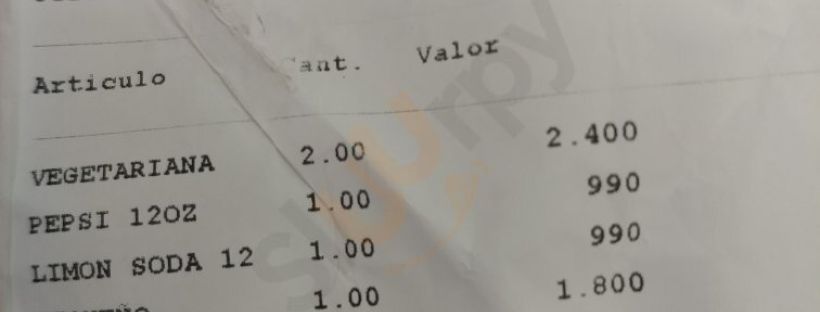 Articulo Cant. Valor
VEGETARIANA 2.00 2.400
PEPSI 12OZ 1.00 990
LIMON SODA 12 1.00 990
1.00 1.800